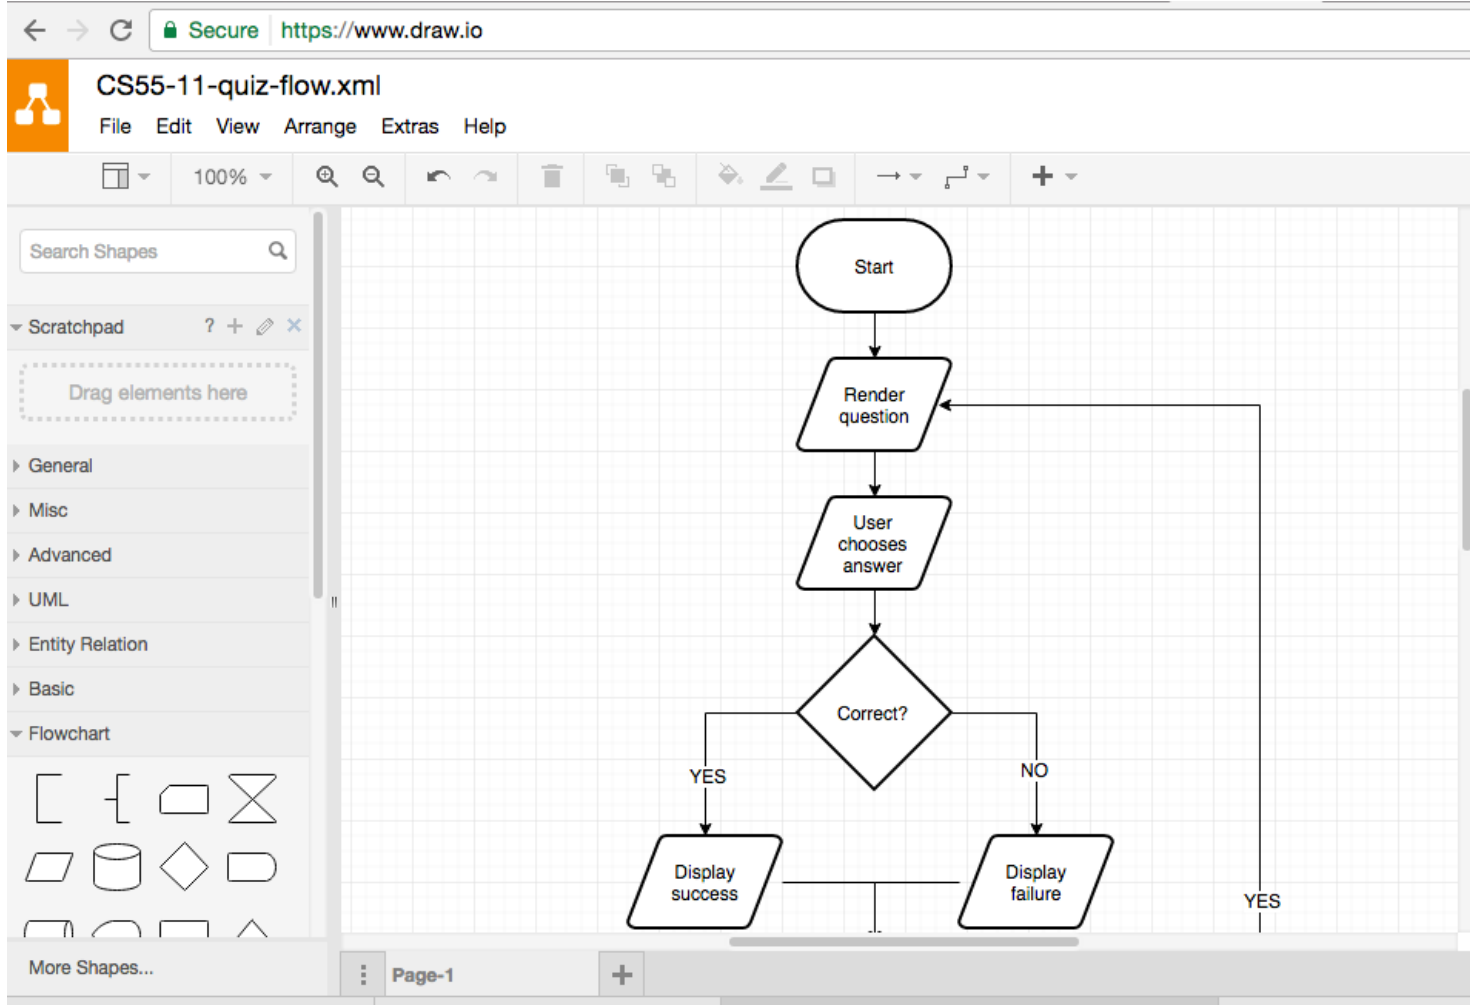 Secure https://www.draw.io
CS55-11-quiz-flow.xml
File Edit View Arrange Extras Help
100%
Search Shapes
Scratchpad ?
Drag elements here
General
Misc
Advanced
UML
Entity Relation
Basic
Flowchart
More Shapes...
Start
Render
question
User
chooses
answer
Correct?
YES
NO
Display
success
Display
failure
YES
Page-1